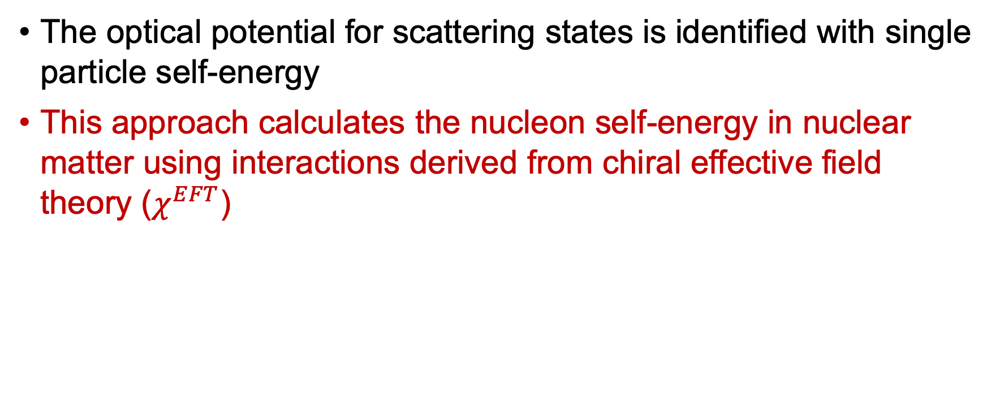 • The optical potential for scattering states is identified with single
particle self-energy
• This approach calculates the nucleon self-energy in nuclear
matter using interactions derived from chiral effective field
theory (χ^{EFT})